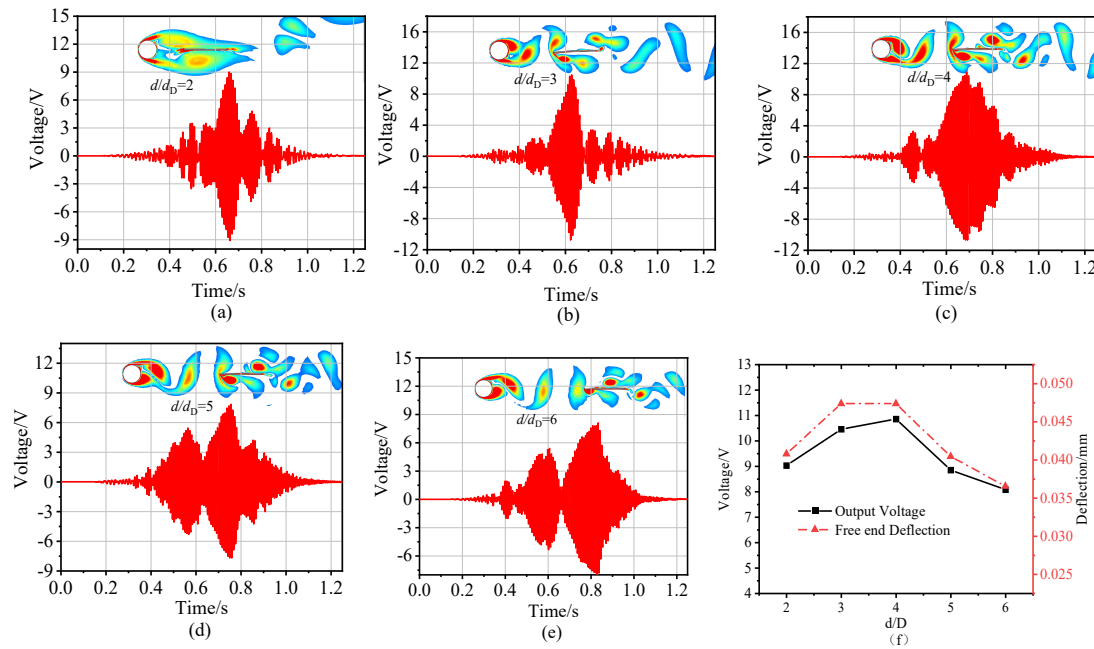 15
12
9
6
3
0
-3
-6
-9
Voltage/V
d/dD=2
0.0 0.2 0.4 0.6 0.8 1.0 1.2
Time/s
(a)
16
12
8
4
0
-4
-8
-12
Voltage/V
d/dD=3
0.0 0.2 0.4 0.6 0.8 1.0 1.2
Time/s
(b)
16
12
8
4
0
-4
-8
-12
Voltage/V
d/dD=4
0.0 0.2 0.4 0.6 0.8 1.0 1.2
Time/s
(c)
12
9
6
3
0
-3
-6
-9
Voltage/V
d/dD=5
0.0 0.2 0.4 0.6 0.8 1.0 1.2
Time/s
(d)
15
12
9
6
3
0
-3
-6
Voltage/V
d/dD=6
0.0 0.2 0.4 0.6 0.8 1.0 1.2
Time/s
(e)
13
12
11
10
9
8
7
6
5
4
Voltage/V
Output Voltage
Free end Deflection
0.050
0.045
0.040
0.035
0.030
0.025
Deflection/mm
2 3 4 5 6
d/D
（f）